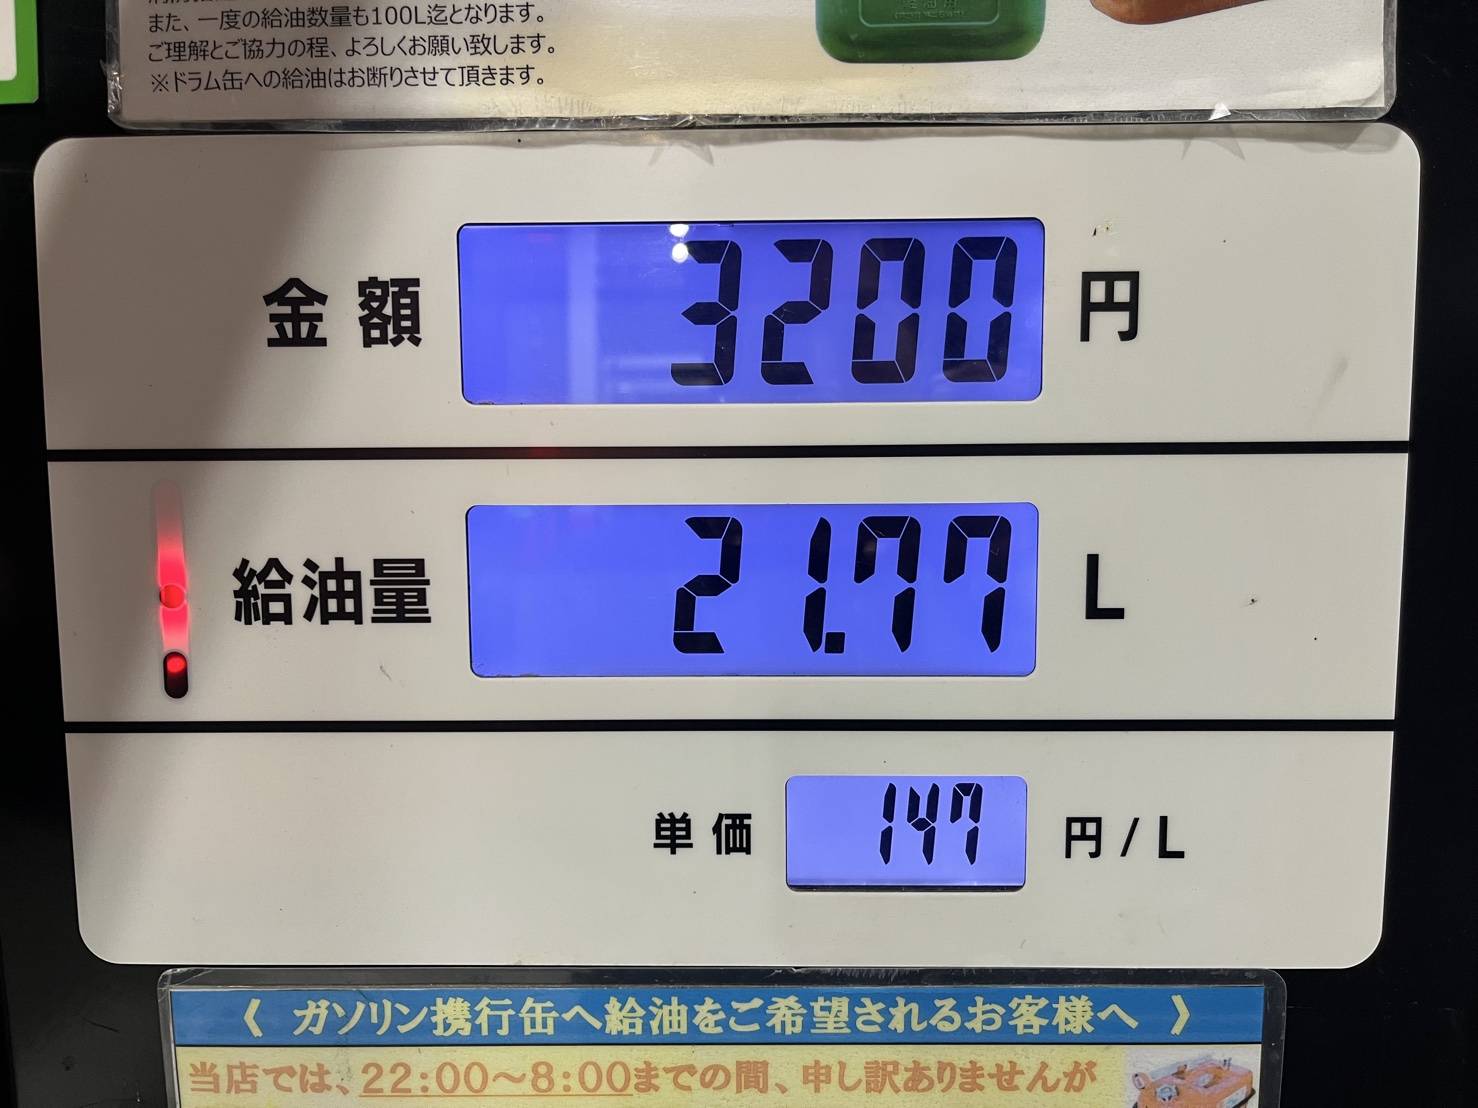 また、一度の給油数量も100L迄となります。
ご理解とご協力の程、よろしくお願い致します。
※ドラム缶への給油はお断りさせて頂きます。
軽油用
金額 3200 円
給油量 21.77 L
単価 147 円/L
《 ガソリン携行缶へ給油をご希望されるお客様へ 》
当店では、22:00〜8:00までの間、申し訳ありませんが